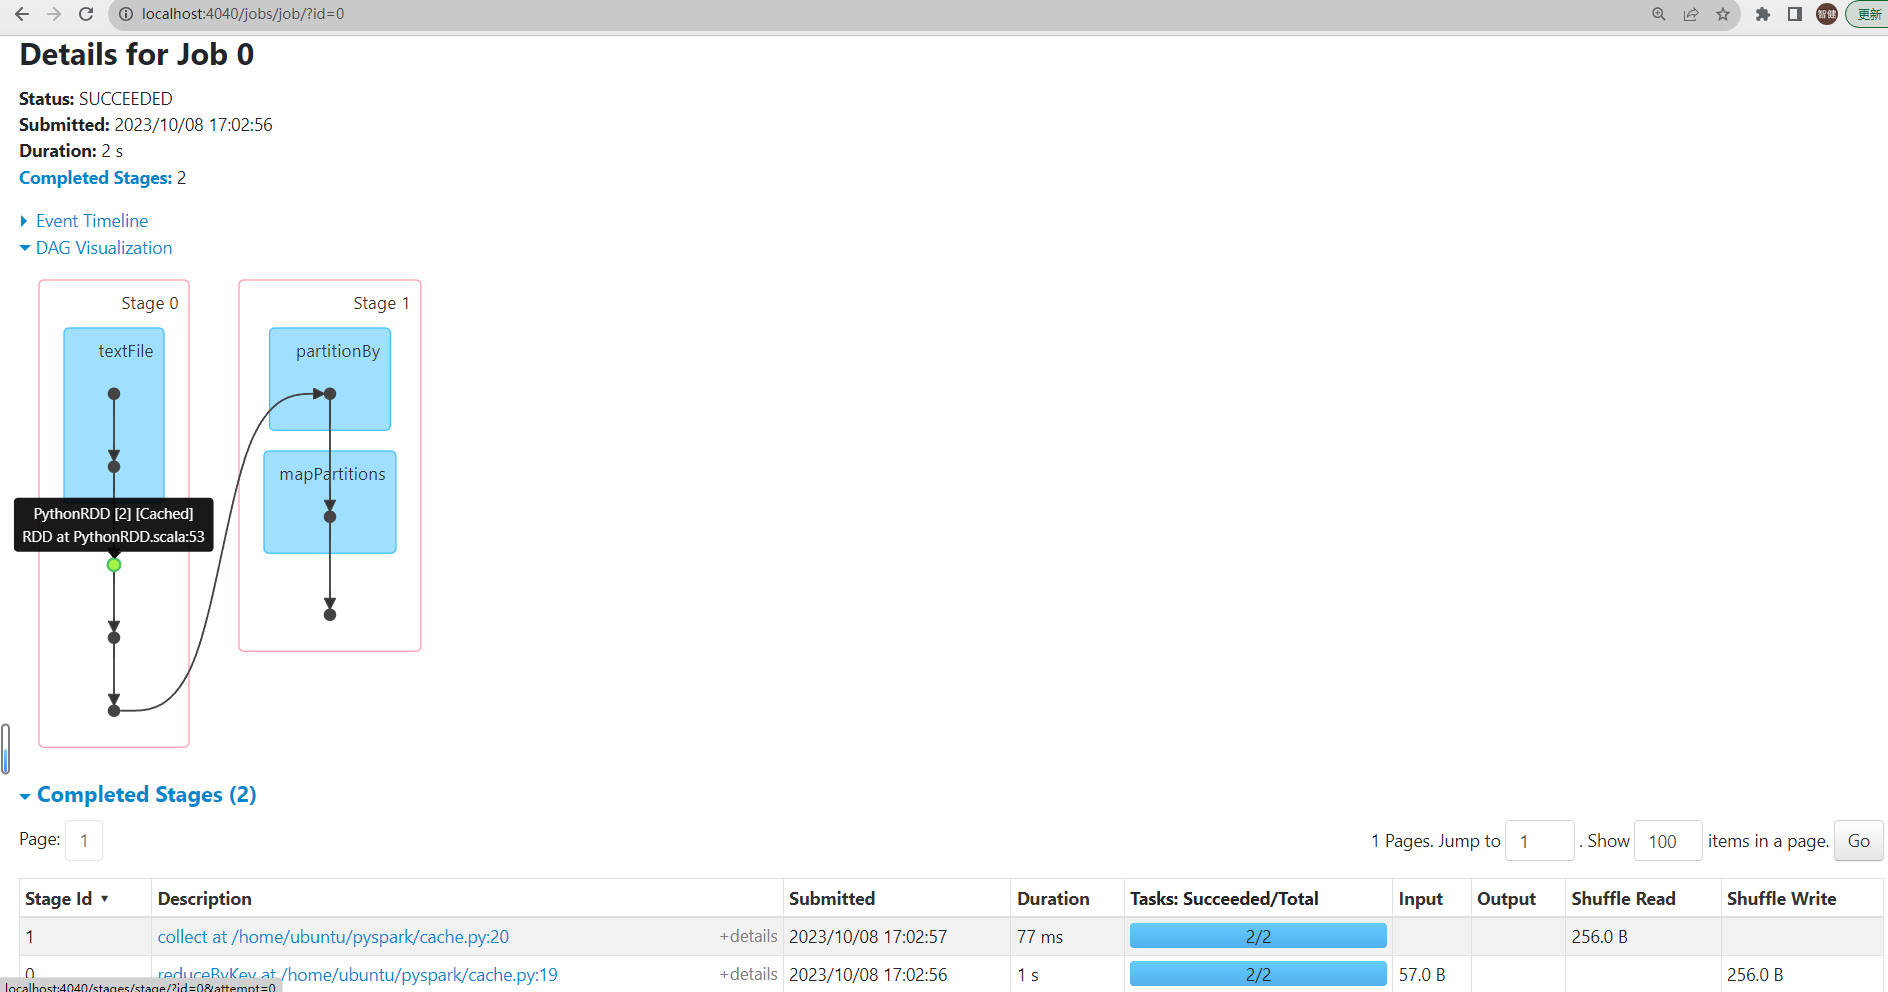 localhost:4040/jobs/job/?id=0
智健
更新
Details for Job 0
Status: SUCCEEDED
Submitted: 2023/10/08 17:02:56
Duration: 2 s
Completed Stages: 2
Event Timeline
DAG Visualization
Stage 0
Stage 1
textFile
partitionBy
mapPartitions
PythonRDD [2] [Cached]
RDD at PythonRDD.scala:53
Completed Stages (2)
Page: 1
1 Pages. Jump to 1 . Show 100 items in a page. Go
Stage Id ▾ Description Submitted Duration Tasks: Succeeded/Total Input Output Shuffle Read Shuffle Write
1 collect at /home/ubuntu/pyspark/cache.py:20 +details 2023/10/08 17:02:57 77 ms 2/2 256.0 B
0 reduceByKey at /home/ubuntu/pyspark/cache.py:19 +details 2023/10/08 17:02:56 1 s 2/2 57.0 B 256.0 B
localhost:4040/stages/stage/?id=0&attempt=0